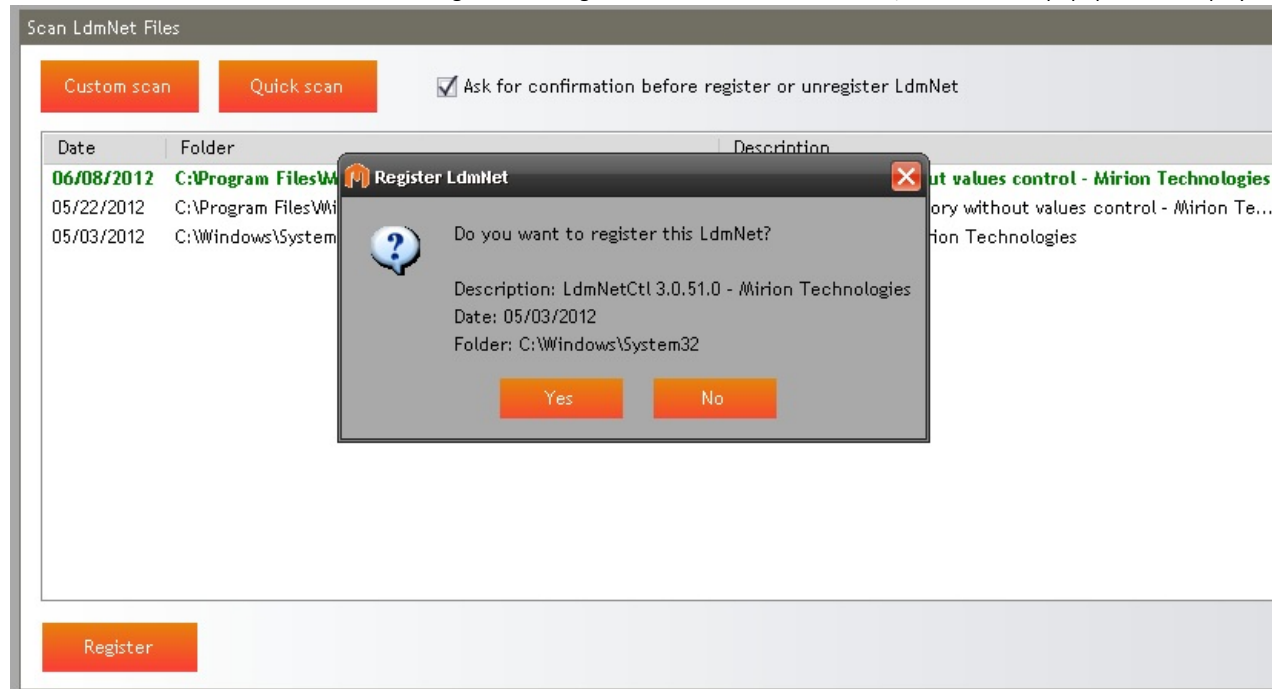 Scan LdmNet Files
Custom scan
Quick scan
Ask for confirmation before register or unregister LdmNet
Date
Folder
Description
06/08/2012 C:\Program Files\M
ut values control - Mirion Technologies
05/22/2012 C:\Program Files\Mi
ory without values control - Mirion Te...
05/03/2012 C:\Windows\System
Technologies
Register LdmNet
Do you want to register this LdmNet?
Description: LdmNetCtl 3.0.51.0 - Mirion Technologies
Date: 05/03/2012
Folder: C:\Windows\System32
Yes
No
Register